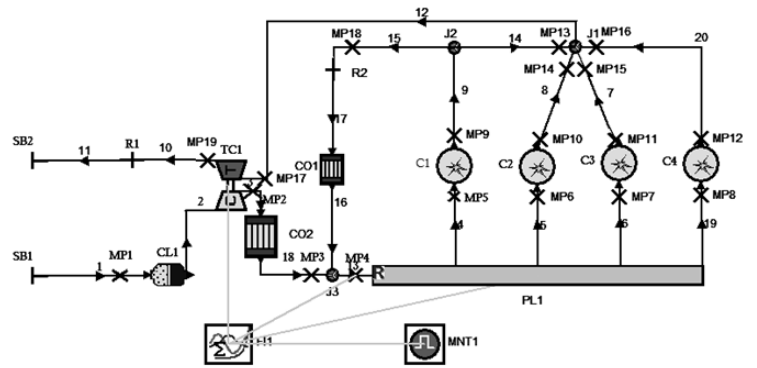 12
MP18
15
J2
14
MP13
J1
MP16
20
R2
MP14
MP15
9
8
7
17
SB2
11
R1
10
MP19
TC1
MP9
MP10
MP11
MP12
CO1
C1
C2
C3
C4
T
MP17
C
MP2
2
16
MP5
MP6
MP7
MP8
CL1
CO2
4
5
6
19
SB1
1
MP1
18
MP3
MP4
J3
R
PL1
MNT1